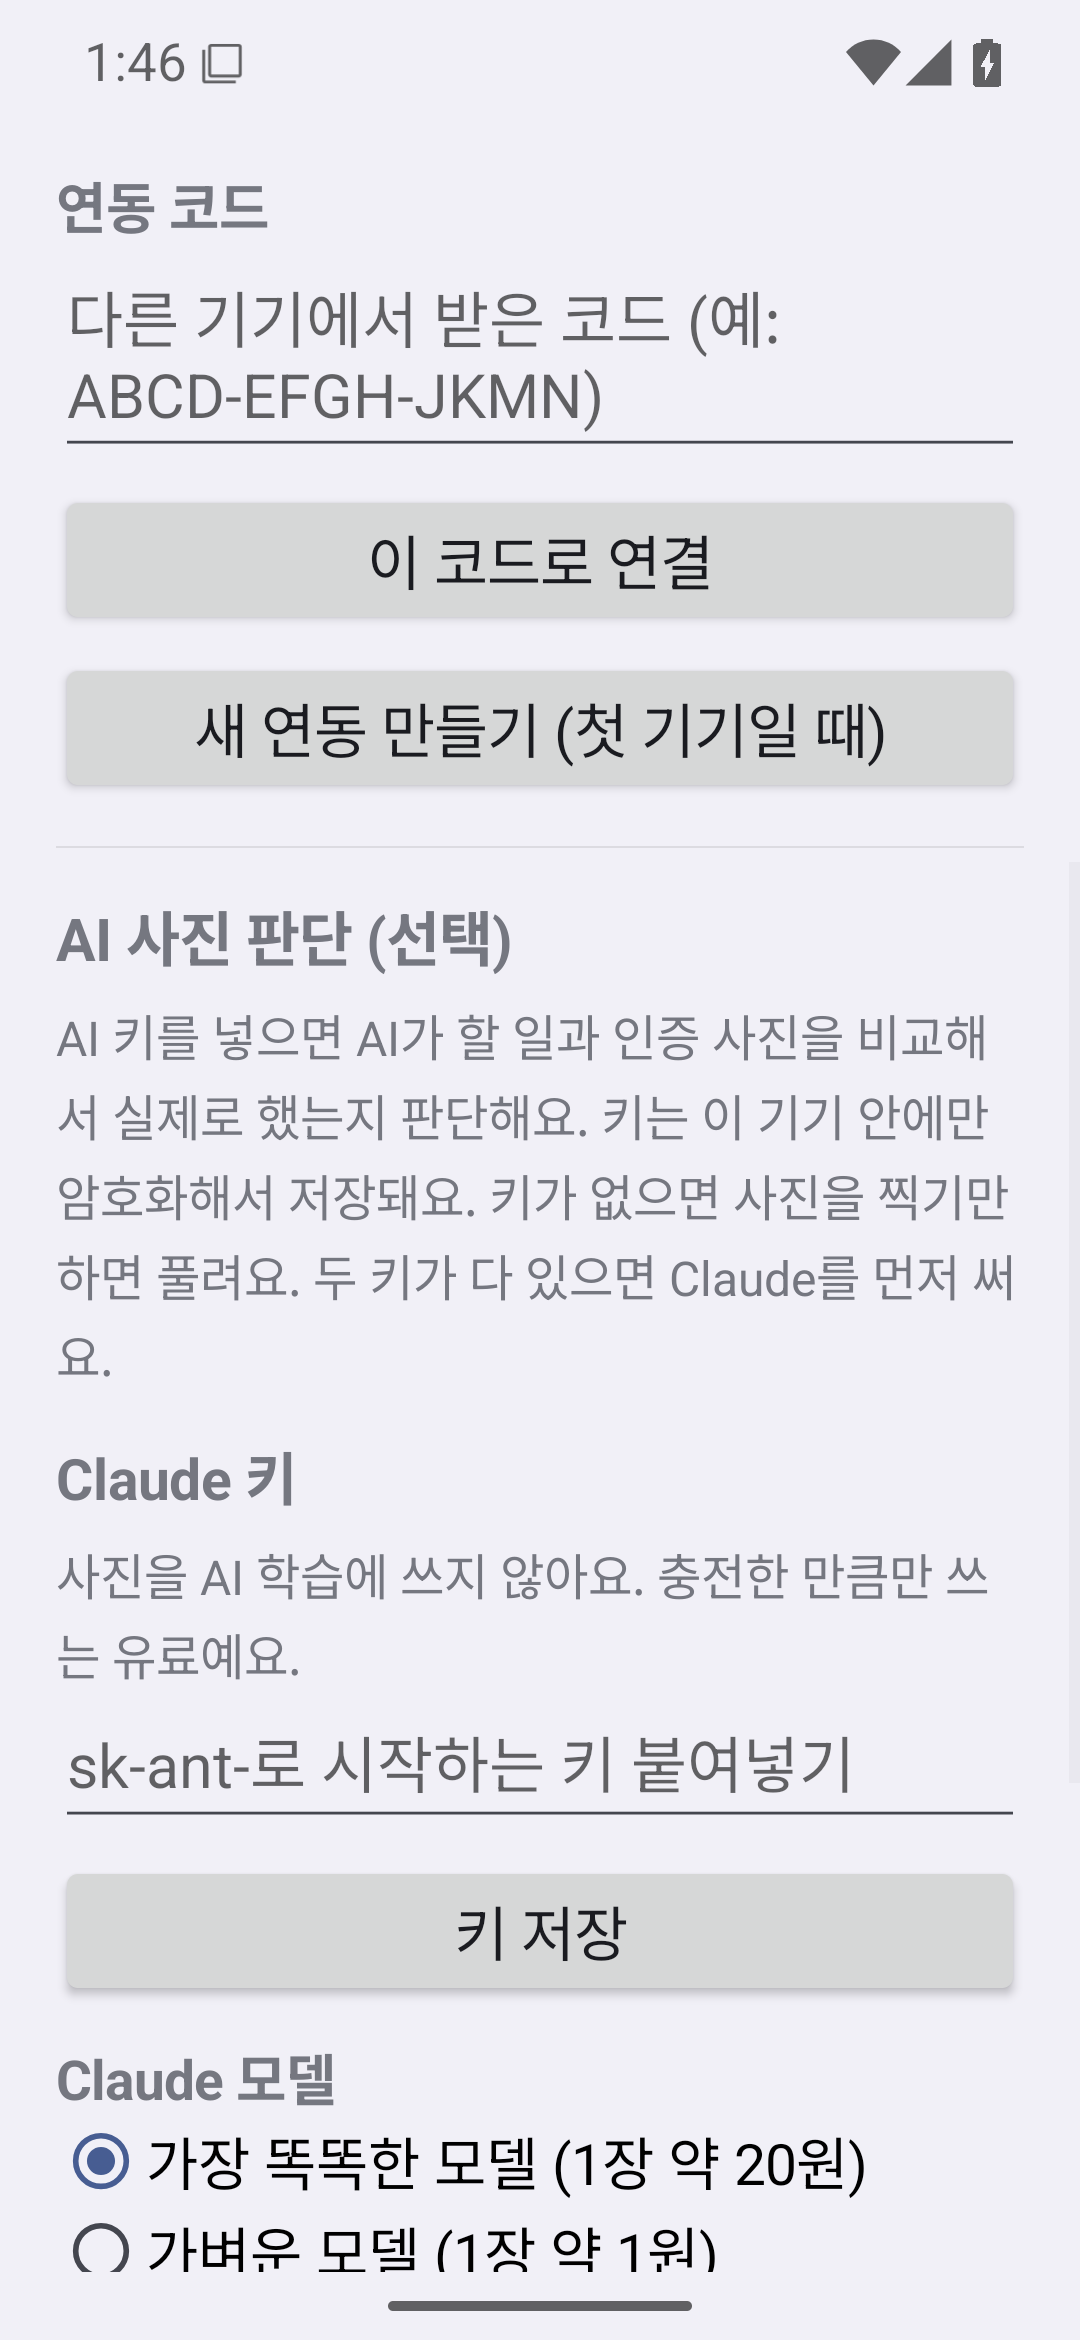 1:46
연동 코드
다른 기기에서 받은 코드 (예:
ABCD-EFGH-JKMN)
이 코드로 연결
새 연동 만들기 (첫 기기일 때)
AI 사진 판단 (선택)
AI 키를 넣으면 AI가 할 일과 인증 사진을 비교해
서 실제로 했는지 판단해요. 키는 이 기기 안에만
암호화해서 저장돼요. 키가 없으면 사진을 찍기만
하면 풀려요. 두 키가 다 있으면 Claude를 먼저 써
요.
Claude 키
사진을 AI 학습에 쓰지 않아요. 충전한 만큼만 쓰
는 유료예요.
sk-ant-로 시작하는 키 붙여넣기
키 저장
Claude 모델
가장 똑똑한 모델 (1장 약 20원)
가벼운 모델 (1장 약 1원)